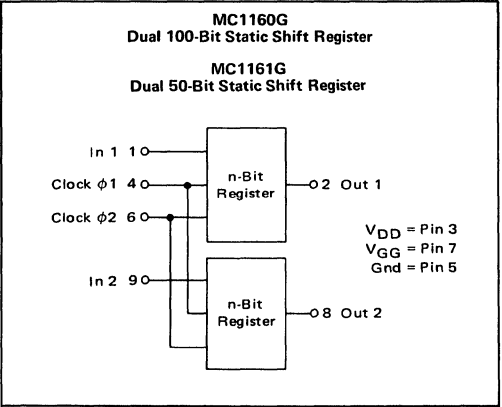 MC1160G
Dual 100-Bit Static Shift Register
MC1161G
Dual 50-Bit Static Shift Register
In 1 1
Clock ϕ1 4
Clock ϕ2 6
n-Bit
Register
2 Out 1
VDD = Pin 3
VGG = Pin 7
Gnd = Pin 5
In 2 9
n-Bit
Register
8 Out 2